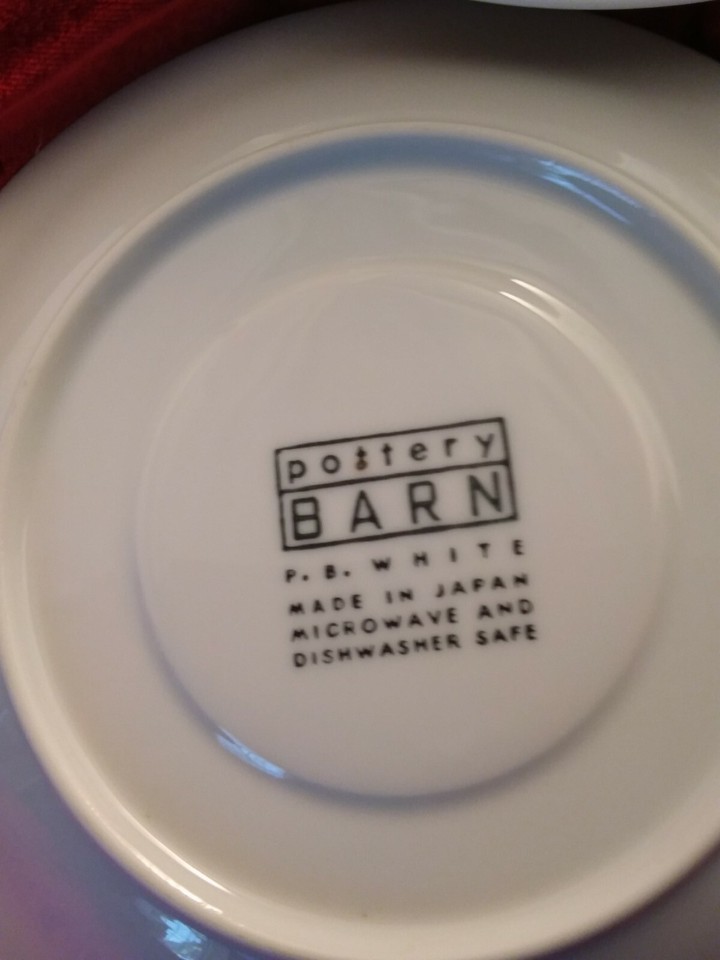 pottery
BARN
P. B. WHITE
MADE IN JAPAN
MICROWAVE AND
DISHWASHER SAFE